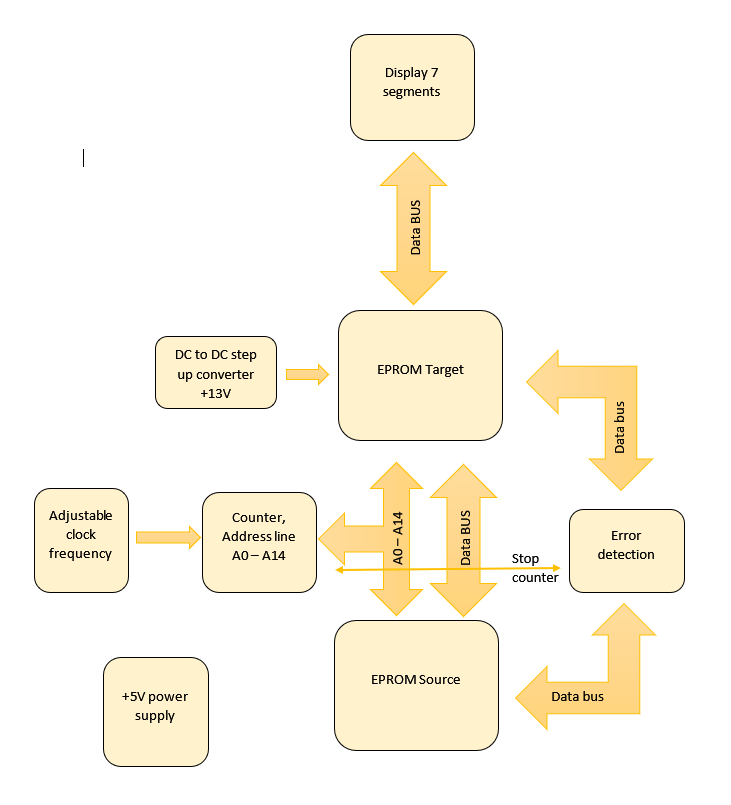 Display 7
segments
Data BUS
DC to DC step
up converter
+13V
EPROM Target
Data bus
Adjustable
clock
frequency
Counter,
Address line
A0 – A14
A0 – A14
Data BUS
Stop
counter
Error
detection
+5V power
supply
EPROM Source
Data bus